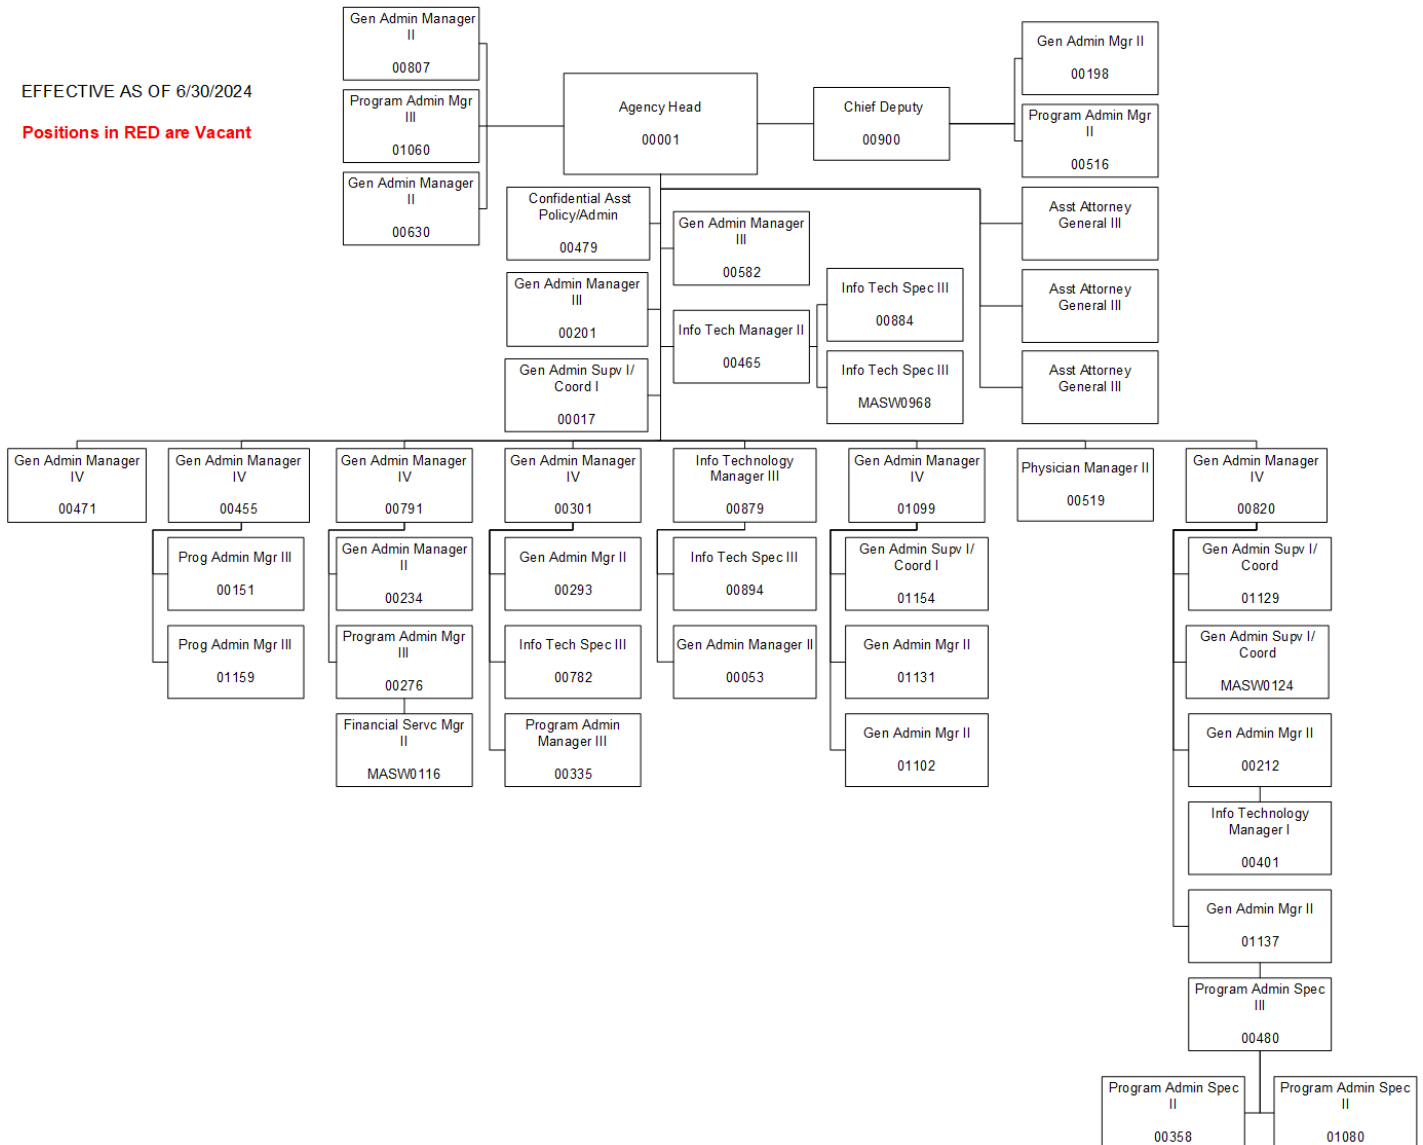 EFFECTIVE AS OF 6/30/2024
Positions in RED are Vacant
Gen Admin Manager
II
00807
Program Admin Mgr
III
01060
Gen Admin Manager
II
00630
Agency Head
00001
Chief Deputy
00900
Gen Admin Mgr II
00198
Program Admin Mgr
II
00516
Confidential Asst
Policy/Admin
00479
Gen Admin Manager
III
00582
Gen Admin Manager
III
00201
Info Tech Manager II
00465
Info Tech Spec III
00884
Info Tech Spec III
MASW0968
Gen Admin Supv I/
Coord I
00017
Asst Attorney
General III
Asst Attorney
General III
Asst Attorney
General III
Gen Admin Manager
IV
00471
Gen Admin Manager
IV
00455
Prog Admin Mgr III
00151
Prog Admin Mgr III
01159
Gen Admin Manager
IV
00791
Gen Admin Manager
II
00234
Program Admin Mgr
III
00276
Financial Servc Mgr
II
MASW0116
Gen Admin Manager
IV
00301
Gen Admin Mgr II
00293
Info Tech Spec III
00782
Program Admin
Manager III
00335
Info Technology
Manager III
00879
Info Tech Spec III
00894
Gen Admin Manager II
00053
Gen Admin Manager
IV
01099
Gen Admin Supv I/
Coord I
01154
Gen Admin Mgr II
01131
Gen Admin Mgr II
01102
Physician Manager II
00519
Gen Admin Manager
IV
00820
Gen Admin Supv I/
Coord
01129
Gen Admin Supv I/
Coord
MASW0124
Gen Admin Mgr II
00212
Info Technology
Manager I
00401
Gen Admin Mgr II
01137
Program Admin Spec
III
00480
Program Admin Spec
II
00358
Program Admin Spec
II
01080